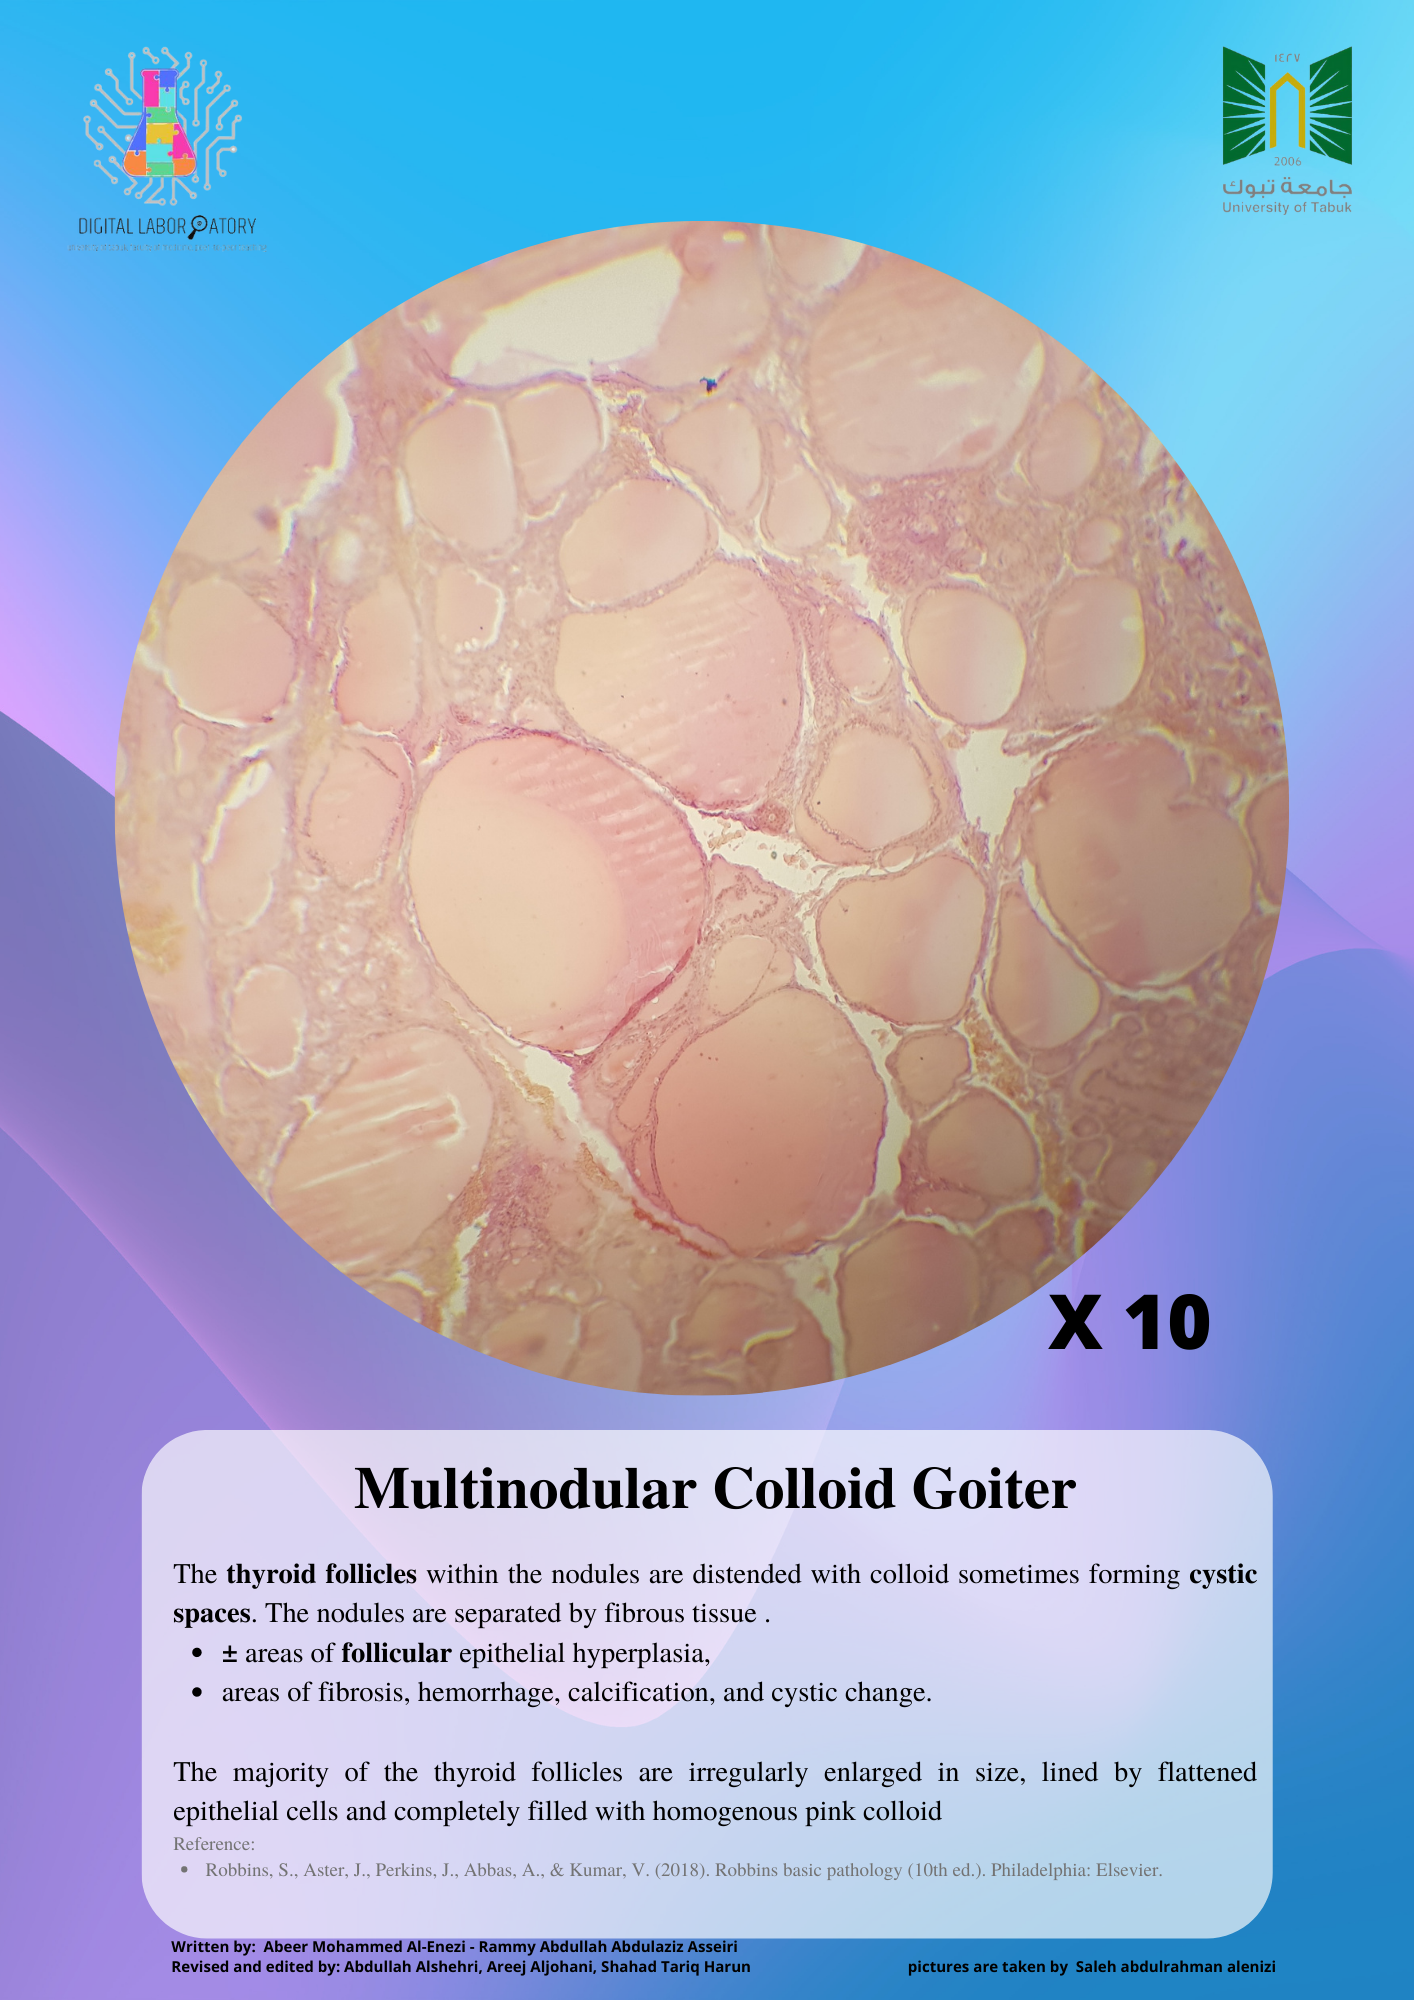 ١٤٢٧
2006
جامعة تبوك
University of Tabuk
DIGITAL LABORATORY
X 10
Multinodular Colloid Goiter
The thyroid follicles within the nodules are distended with colloid sometimes forming cystic
spaces. The nodules are separated by fibrous tissue .
• ± areas of follicular epithelial hyperplasia,
• areas of fibrosis, hemorrhage, calcification, and cystic change.
The majority of the thyroid follicles are irregularly enlarged in size, lined by flattened
epithelial cells and completely filled with homogenous pink colloid
Reference:
• Robbins, S., Aster, J., Perkins, J., Abbas, A., & Kumar, V. (2018). Robbins basic pathology (10th ed.). Philadelphia: Elsevier.
Written by: Abeer Mohammed Al-Enezi - Rammy Abdullah Abdulaziz Asseiri
Revised and edited by: Abdullah Alshehri, Areej Aljohani, Shahad Tariq Harun
pictures are taken by Saleh abdulrahman alenizi